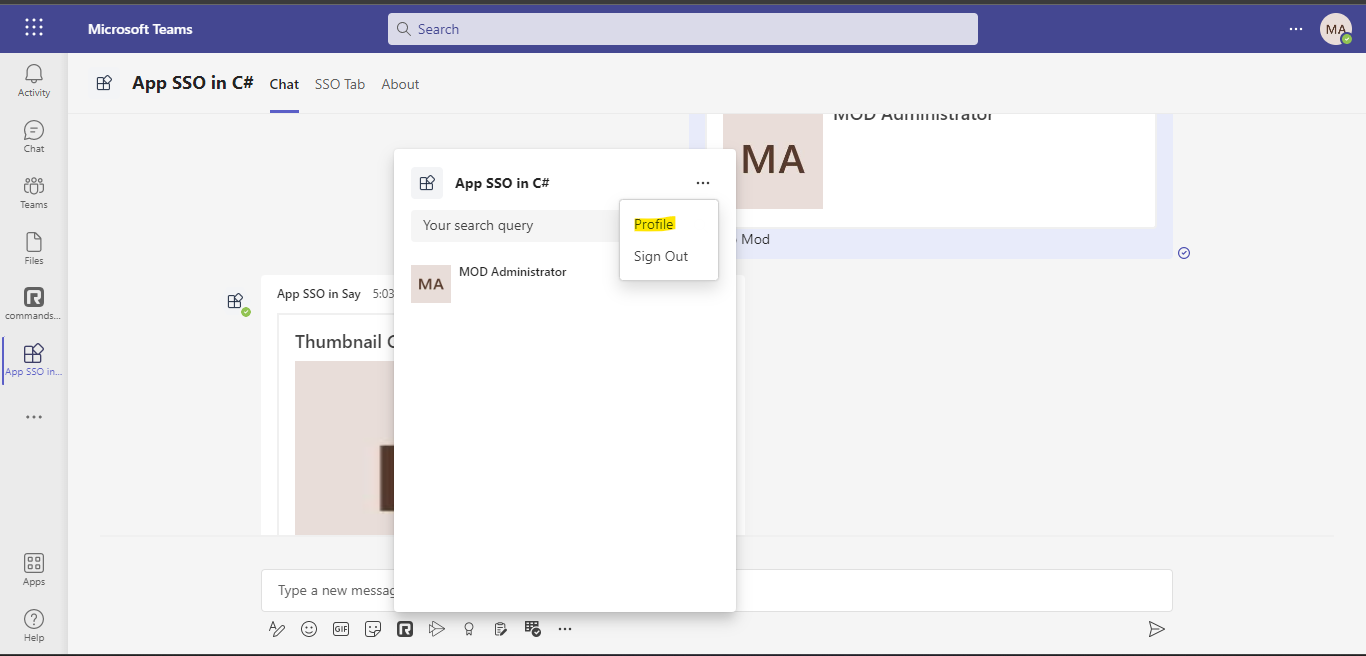 Microsoft Teams
Search
MA
Activity
Chat
Teams
Files
commands...
App SSO in...
Apps
Help
App SSO in C#
Chat
SSO Tab
About
MOD Administrator
MA
Mod
App SSO in Say 5:03
Thumbnail
App SSO in C#
Your search query
Profile
Sign Out
MA
MOD Administrator
Type a new messag
GIF